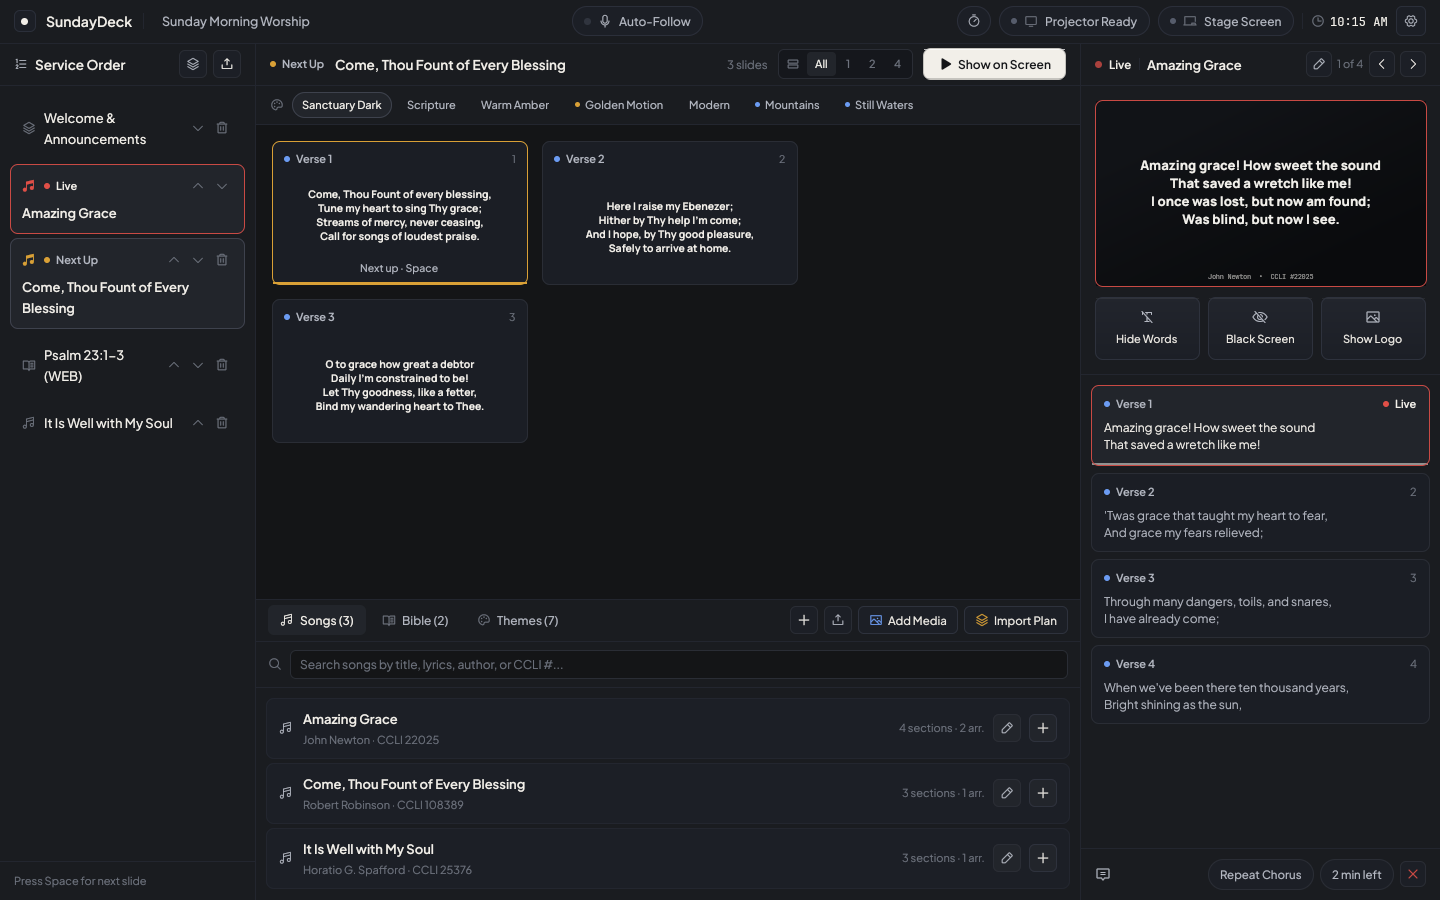 SundayDeck
Sunday Morning Worship
Auto-Follow
Projector Ready
Stage Screen
10:15 AM
Service Order
Welcome &
Announcements
Live
Amazing Grace
Next Up
Come, Thou Fount of Every
Blessing
Psalm 23:1–3
(WEB)
It Is Well with My Soul
Press Space for next slide
Next Up
Come, Thou Fount of Every Blessing
3 slides
All
1
2
4
Show on Screen
Sanctuary Dark
Scripture
Warm Amber
Golden Motion
Modern
Mountains
Still Waters
Verse 1
1
Come, Thou Fount of every blessing,
Tune my heart to sing Thy grace;
Streams of mercy, never ceasing,
Call for songs of loudest praise.
Next up · Space
Verse 2
2
Here I raise my Ebenezer;
Hither by Thy help I'm come;
And I hope, by Thy good pleasure,
Safely to arrive at home.
Verse 3
3
O to grace how great a debtor
Daily I'm constrained to be!
Let Thy goodness, like a fetter,
Bind my wandering heart to Thee.
Songs (3)
Bible (2)
Themes (7)
Add Media
Import Plan
Search songs by title, lyrics, author, or CCLI #...
Amazing Grace
John Newton · CCLI 22025
4 sections · 2 arr.
Come, Thou Fount of Every Blessing
Robert Robinson · CCLI 108389
3 sections · 1 arr.
It Is Well with My Soul
Horatio G. Spafford · CCLI 25376
3 sections · 1 arr.
Live
Amazing Grace
1 of 4
Amazing grace! How sweet the sound
That saved a wretch like me!
I once was lost, but now am found;
Was blind, but now I see.
John Newton • CCLI #22025
Hide Words
Black Screen
Show Logo
Verse 1
Live
Amazing grace! How sweet the sound
That saved a wretch like me!
Verse 2
2
'Twas grace that taught my heart to fear,
And grace my fears relieved;
Verse 3
3
Through many dangers, toils, and snares,
I have already come;
Verse 4
4
When we've been there ten thousand years,
Bright shining as the sun,
Repeat Chorus
2 min left